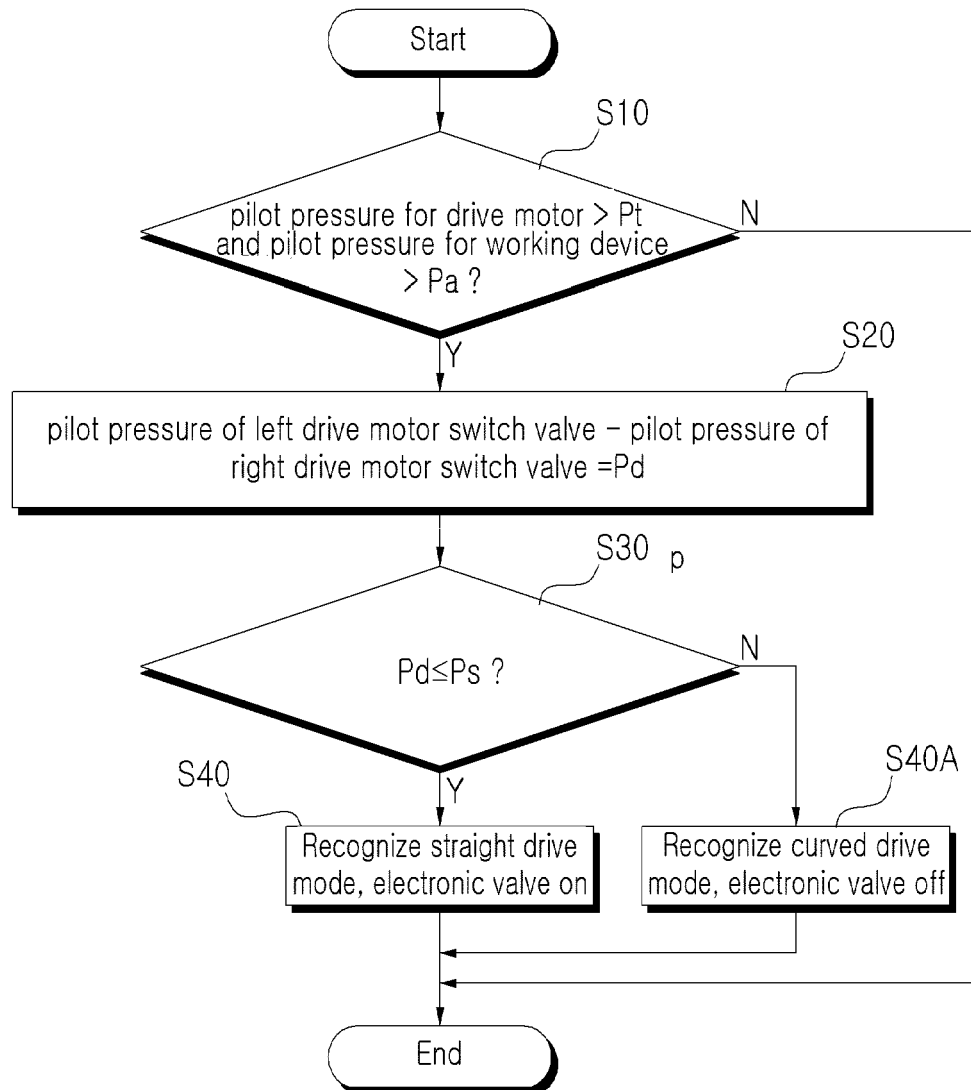 Start
S10
pilot pressure for drive motor > Pt
and pilot pressure for working device
> Pa ?
N
Y
S20
pilot pressure of left drive motor switch valve – pilot pressure of
right drive motor switch valve =Pd
S30 p
Pd≤Ps ?
N
Y
S40
S40A
Recognize straight drive
mode, electronic valve on
Recognize curved drive
mode, electronic valve off
End